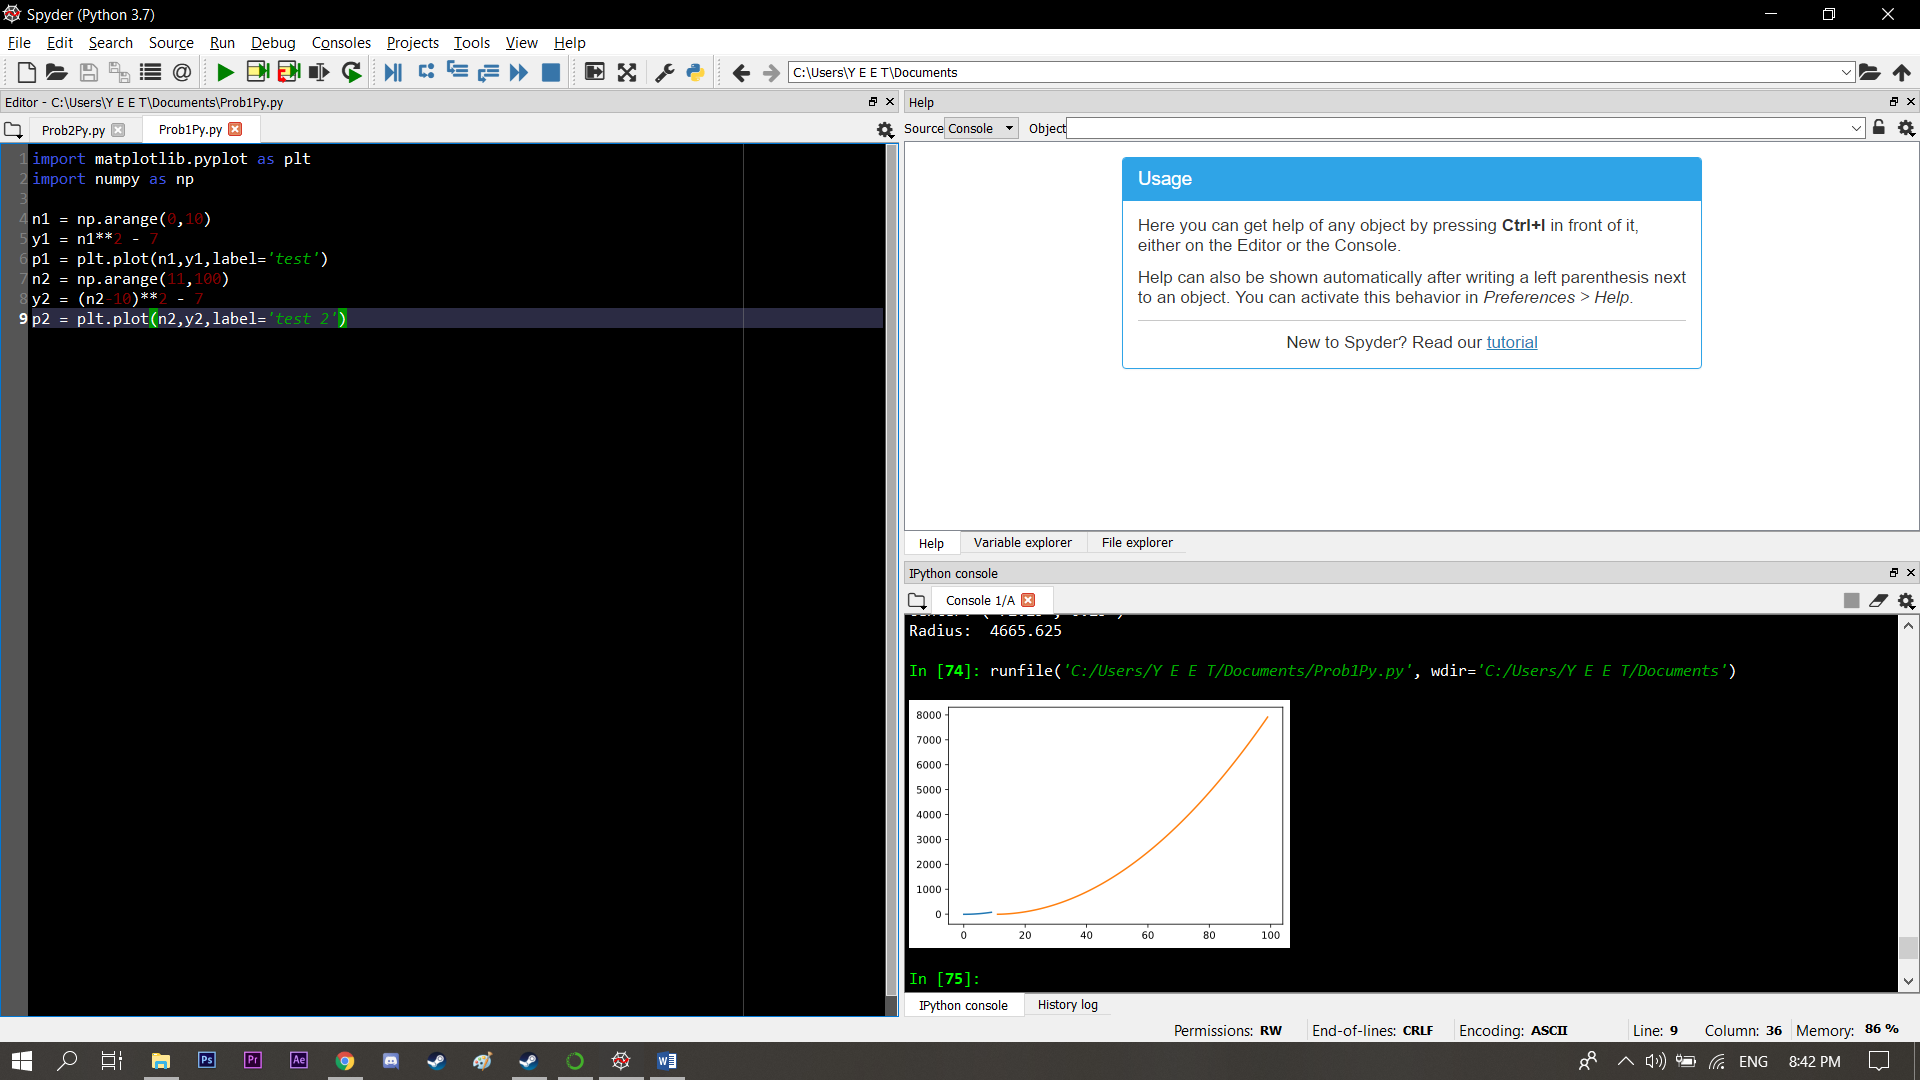 Spyder (Python 3.7)
File Edit Search Source Run Debug Consoles Projects Tools View Help
C:\Users\Y E E T\Documents
Editor - C:\Users\Y E E T\Documents\Prob1Py.py
Prob2Py.py Prob1Py.py
1 import matplotlib.pyplot as plt
2 import numpy as np
3
4 n1 = np.arange(0,10)
5 y1 = n1**2 - 7
6 p1 = plt.plot(n1,y1,label='test')
7 n2 = np.arange(11,100)
8 y2 = (n2-10)**2 - 7
9 p2 = plt.plot(n2,y2,label='test 2')
Help
Source Console Object
Usage
Here you can get help of any object by pressing Ctrl+I in front of it,
either on the Editor or the Console.
Help can also be shown automatically after writing a left parenthesis next
to an object. You can activate this behavior in Preferences > Help.
New to Spyder? Read our tutorial
Help Variable explorer File explorer
IPython console
Console 1/A
Radius: 4665.625
In [74]: runfile('C:/Users/Y E E T/Documents/Prob1Py.py', wdir='C:/Users/Y E E T/Documents')
8000
7000
6000
5000
4000
3000
2000
1000
0
0 20 40 60 80 100
In [75]:
IPython console History log
Permissions: RW End-of-lines: CRLF Encoding: ASCII Line: 9 Column: 36 Memory: 86 %
Ps Pr Ae ENG 8:42 PM